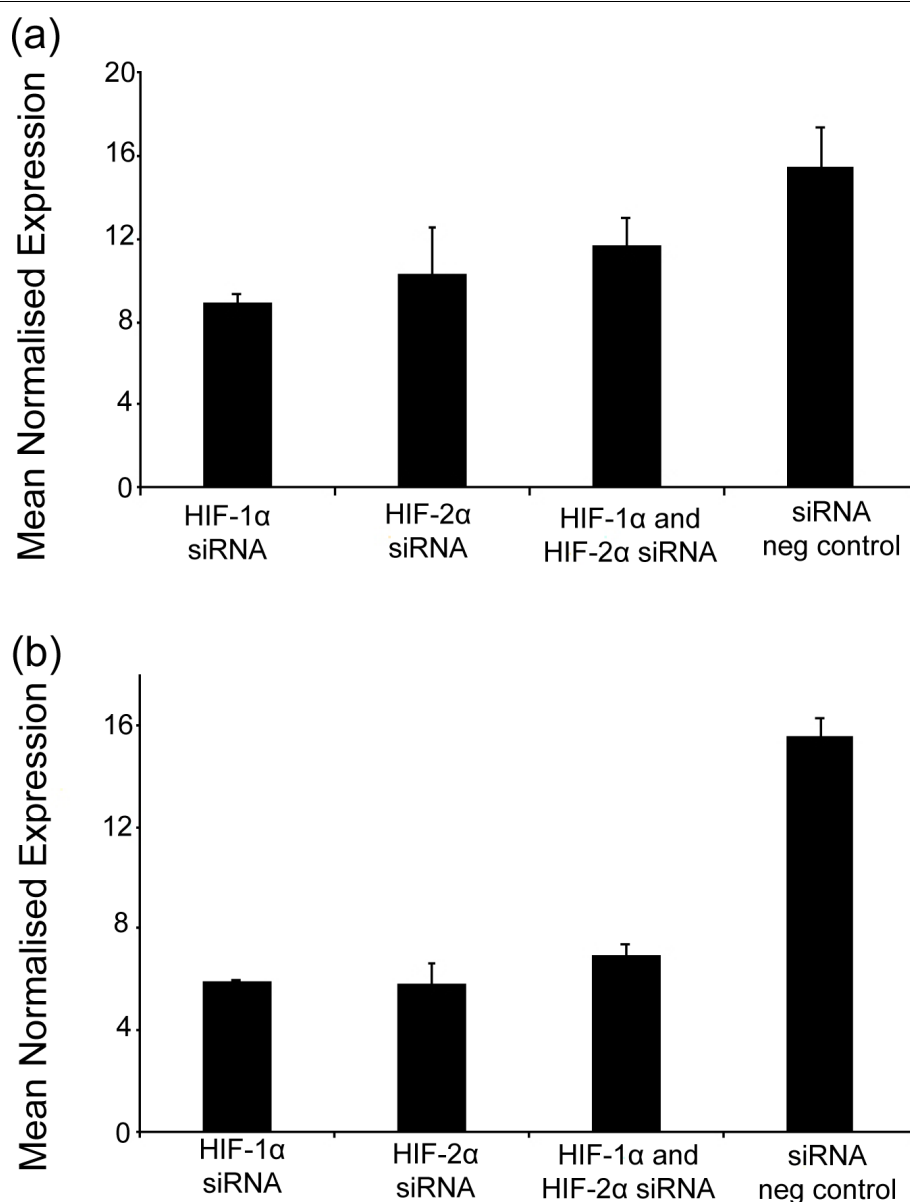 (a)
Mean Normalised Expression
20
16
12
8
4
0
HIF-1α
siRNA
HIF-2α
siRNA
HIF-1α and
HIF-2α siRNA
siRNA
neg control
(b)
Mean Normalised Expression
16
12
8
4
0
HIF-1α
siRNA
HIF-2α
siRNA
HIF-1α and
HIF-2α siRNA
siRNA
neg control